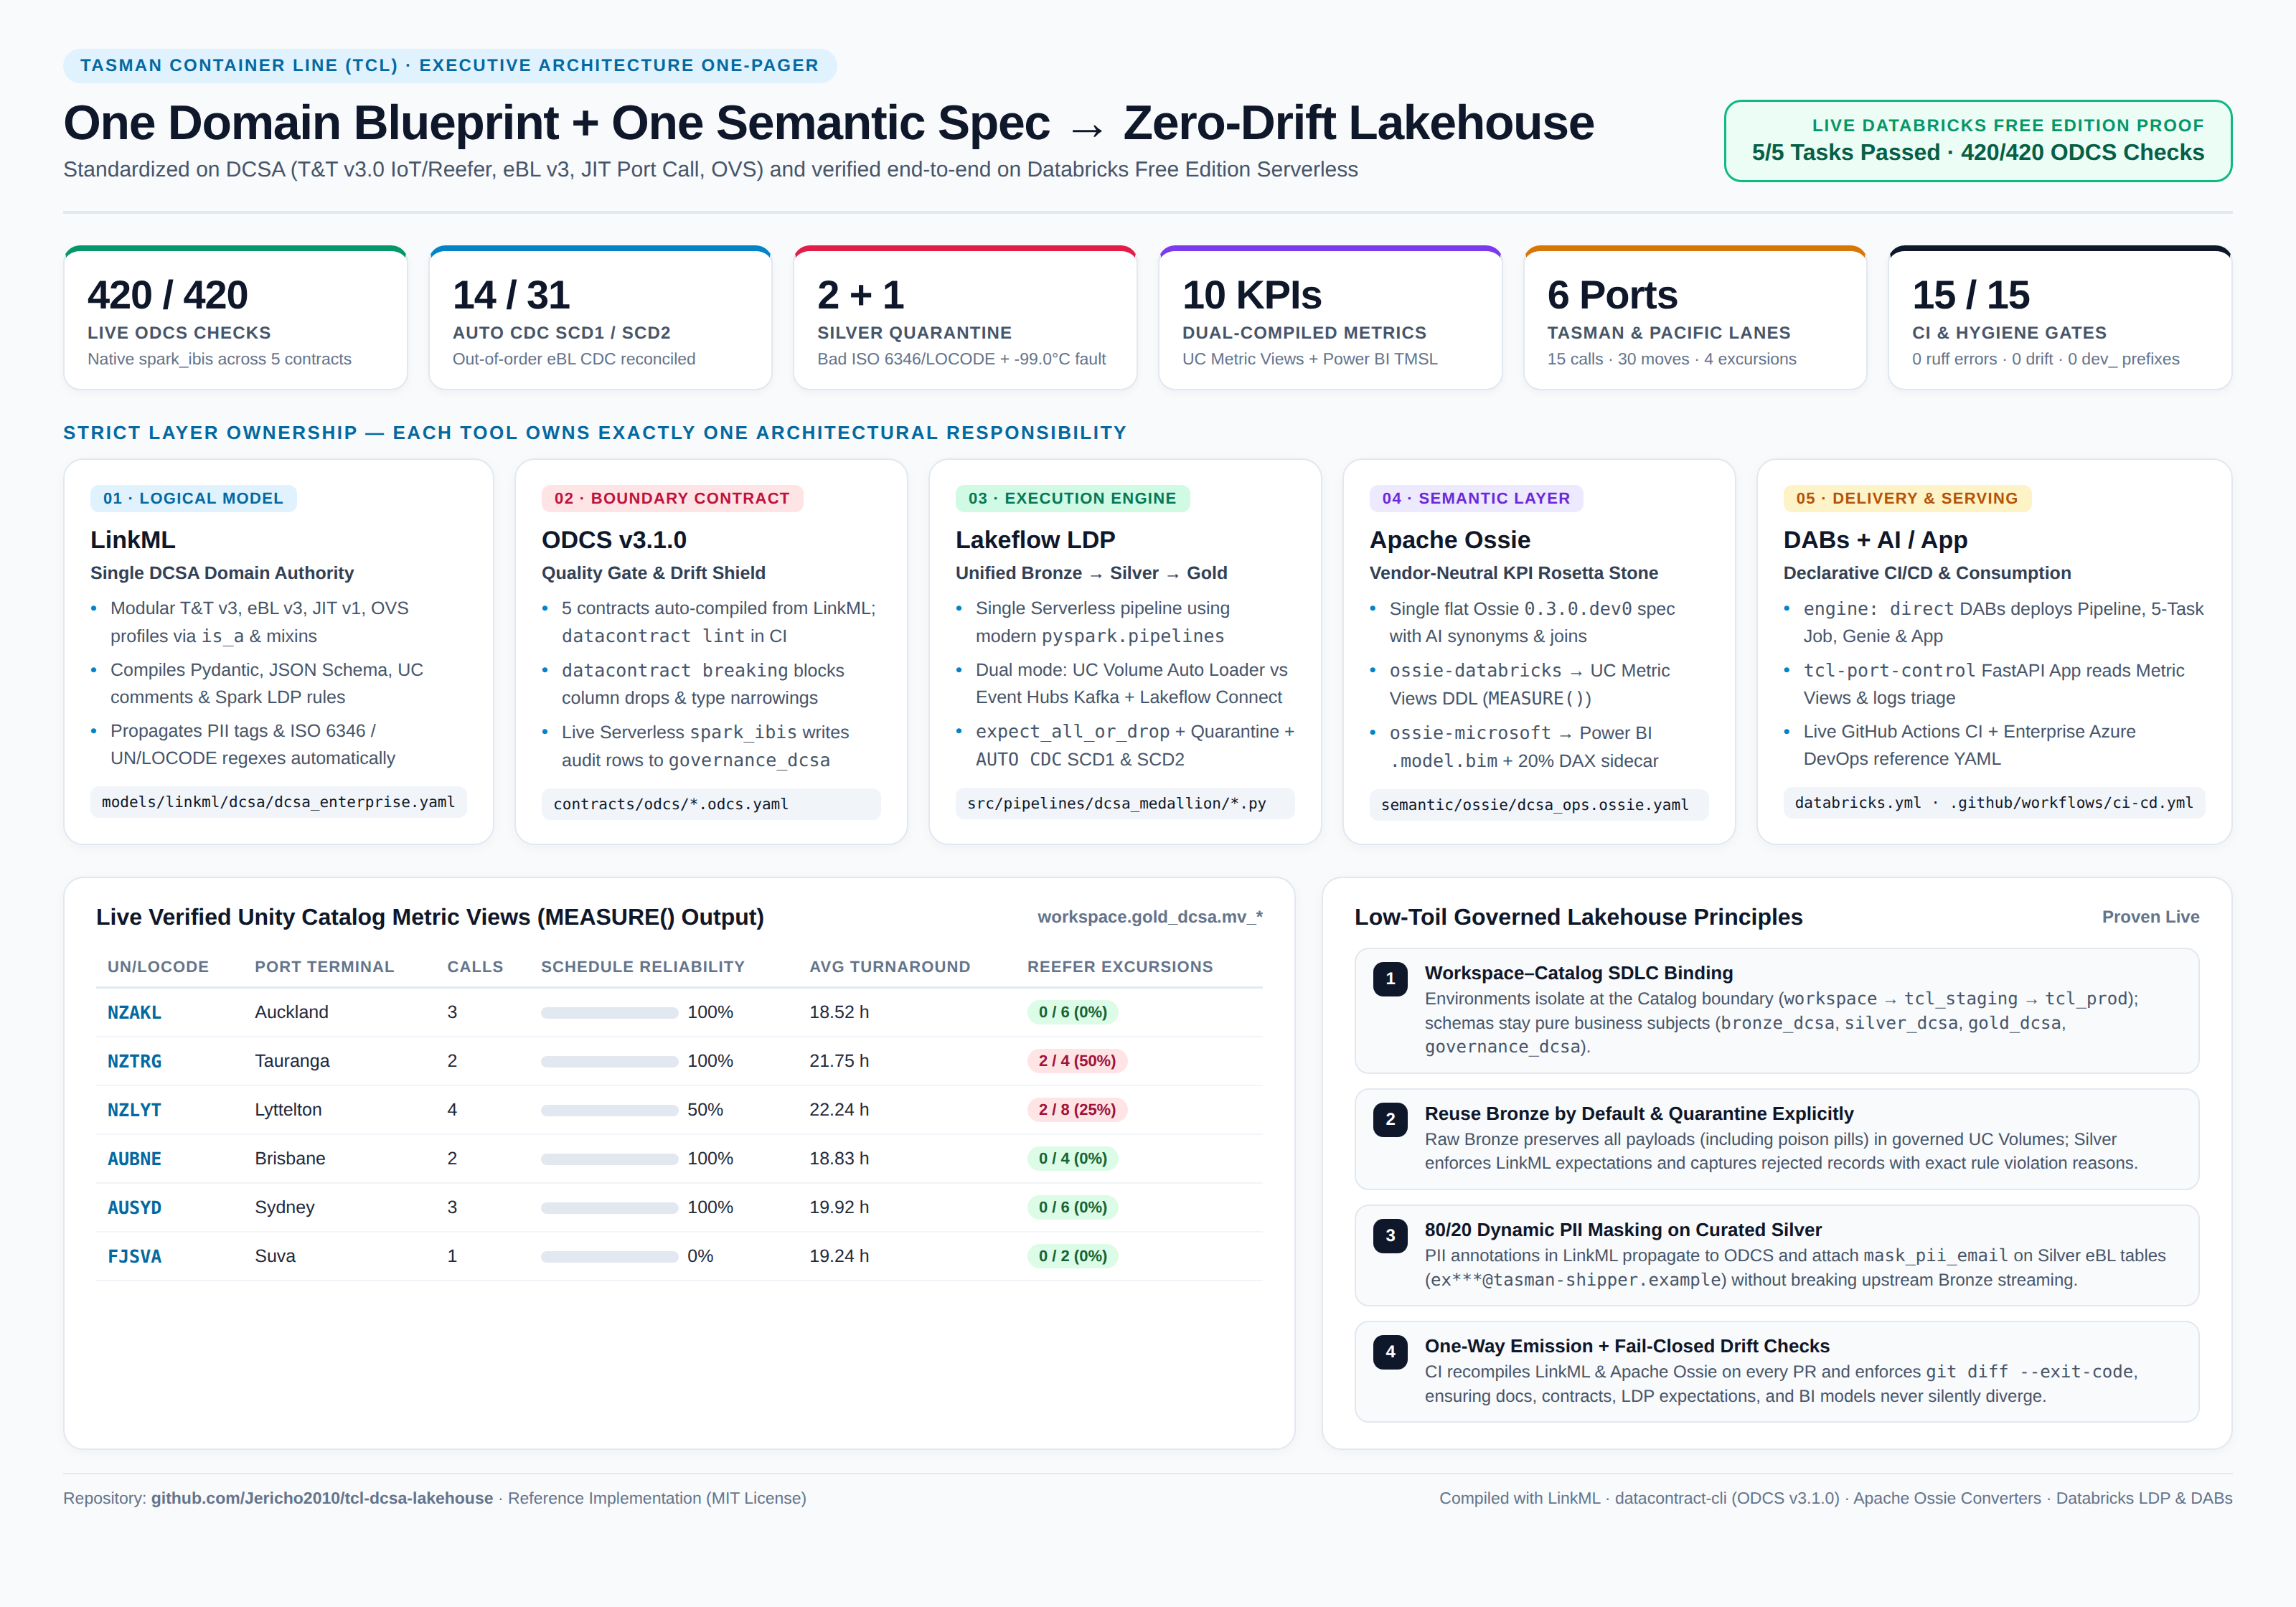 TASMAN CONTAINER LINE (TCL) · EXECUTIVE ARCHITECTURE ONE-PAGER
One Domain Blueprint + One Semantic Spec → Zero-Drift Lakehouse
Standardized on DCSA (T&T v3.0 IoT/Reefer, eBL v3, JIT Port Call, OVS) and verified end-to-end on Databricks Free Edition Serverless
LIVE DATABRICKS FREE EDITION PROOF
5/5 Tasks Passed · 420/420 ODCS Checks
420 / 420
LIVE ODCS CHECKS
Native spark_ibis across 5 contracts
14 / 31
AUTO CDC SCD1 / SCD2
Out-of-order eBL CDC reconciled
2 + 1
SILVER QUARANTINE
Bad ISO 6346/LOCODE + -99.0°C fault
10 KPIs
DUAL-COMPILED METRICS
UC Metric Views + Power BI TMSL
6 Ports
TASMAN & PACIFIC LANES
15 calls · 30 moves · 4 excursions
15 / 15
CI & HYGIENE GATES
0 ruff errors · 0 drift · 0 dev_ prefixes
STRICT LAYER OWNERSHIP — EACH TOOL OWNS EXACTLY ONE ARCHITECTURAL RESPONSIBILITY
01 · LOGICAL MODEL
LinkML
Single DCSA Domain Authority
• Modular T&T v3, eBL v3, JIT v1, OVS
profiles via is_a & mixins
• Compiles Pydantic, JSON Schema, UC
comments & Spark LDP rules
• Propagates PII tags & ISO 6346 /
UN/LOCODE regexes automatically
models/linkml/dcsa/dcsa_enterprise.yaml
02 · BOUNDARY CONTRACT
ODCS v3.1.0
Quality Gate & Drift Shield
• 5 contracts auto-compiled from LinkML;
datacontract lint in CI
• datacontract breaking blocks
column drops & type narrowings
• Live Serverless spark_ibis writes
audit rows to governance_dcsa
contracts/odcs/*.odcs.yaml
03 · EXECUTION ENGINE
Lakeflow LDP
Unified Bronze → Silver → Gold
• Single Serverless pipeline using
modern pyspark.pipelines
• Dual mode: UC Volume Auto Loader vs
Event Hubs Kafka + Lakeflow Connect
• expect_all_or_drop + Quarantine +
AUTO CDC SCD1 & SCD2
src/pipelines/dcsa_medallion/*.py
04 · SEMANTIC LAYER
Apache Ossie
Vendor-Neutral KPI Rosetta Stone
• Single flat Ossie 0.3.0.dev0 spec
with AI synonyms & joins
• ossie-databricks → UC Metric
Views DDL (MEASURE())
• ossie-microsoft → Power BI
.model.bim + 20% DAX sidecar
semantic/ossie/dcsa_ops.ossie.yaml
05 · DELIVERY & SERVING
DABs + AI / App
Declarative CI/CD & Consumption
• engine: direct DABs deploys Pipeline, 5-Task
Job, Genie & App
• tcl-port-control FastAPI App reads Metric
Views & logs triage
• Live GitHub Actions CI + Enterprise Azure
DevOps reference YAML
databricks.yml · .github/workflows/ci-cd.yml
Live Verified Unity Catalog Metric Views (MEASURE() Output)
workspace.gold_dcsa.mv_*
UN/LOCODE PORT TERMINAL CALLS SCHEDULE RELIABILITY AVG TURNAROUND REEFER EXCURSIONS
NZAKL Auckland 3 100% 18.52 h 0 / 6 (0%)
NZTRG Tauranga 2 100% 21.75 h 2 / 4 (50%)
NZLYT Lyttelton 4 50% 22.24 h 2 / 8 (25%)
AUBNE Brisbane 2 100% 18.83 h 0 / 4 (0%)
AUSYD Sydney 3 100% 19.92 h 0 / 6 (0%)
FJSVA Suva 1 0% 19.24 h 0 / 2 (0%)
Low-Toil Governed Lakehouse Principles
Proven Live
1
Workspace–Catalog SDLC Binding
Environments isolate at the Catalog boundary (workspace → tcl_staging → tcl_prod);
schemas stay pure business subjects (bronze_dcsa, silver_dcsa, gold_dcsa,
governance_dcsa).
2
Reuse Bronze by Default & Quarantine Explicitly
Raw Bronze preserves all payloads (including poison pills) in governed UC Volumes; Silver
enforces LinkML expectations and captures rejected records with exact rule violation reasons.
3
80/20 Dynamic PII Masking on Curated Silver
PII annotations in LinkML propagate to ODCS and attach mask_pii_email on Silver eBL tables
(ex***@tasman-shipper.example) without breaking upstream Bronze streaming.
4
One-Way Emission + Fail-Closed Drift Checks
CI recompiles LinkML & Apache Ossie on every PR and enforces git diff --exit-code,
ensuring docs, contracts, LDP expectations, and BI models never silently diverge.
Repository: github.com/Jericho2010/tcl-dcsa-lakehouse · Reference Implementation (MIT License)
Compiled with LinkML · datacontract-cli (ODCS v3.1.0) · Apache Ossie Converters · Databricks LDP & DABs